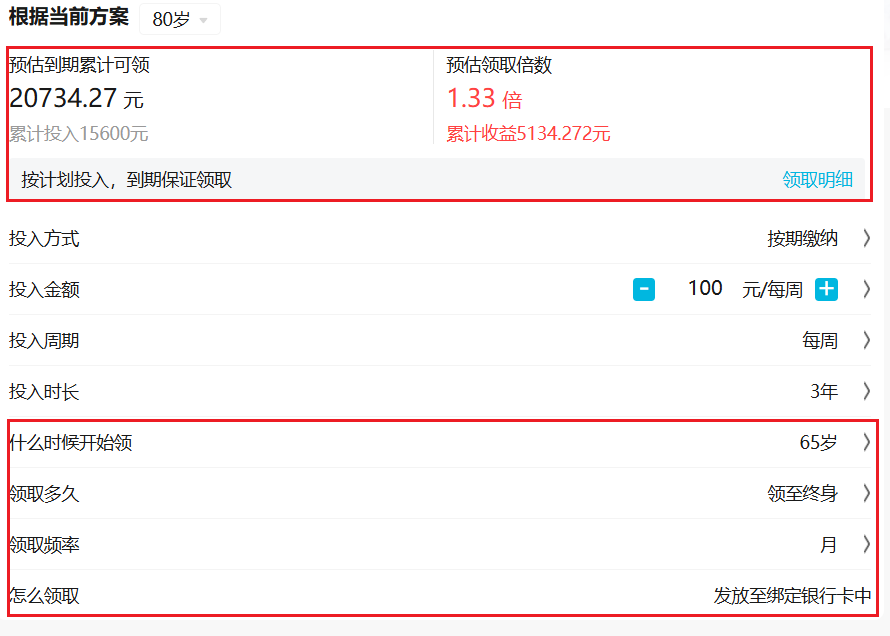 根据当前方案 80岁
预估到期累计可领 预估领取倍数
20734.27 元 1.33 倍
累计投入15600元 累计收益5134.272元
按计划投入，到期保证领取 领取明细
投入方式 按期缴纳
投入金额 - 100 元/每周 +
投入周期 每周
投入时长 3年
什么时候开始领 65岁
领取多久 领至终身
领取频率 月
怎么领取 发放至绑定银行卡中